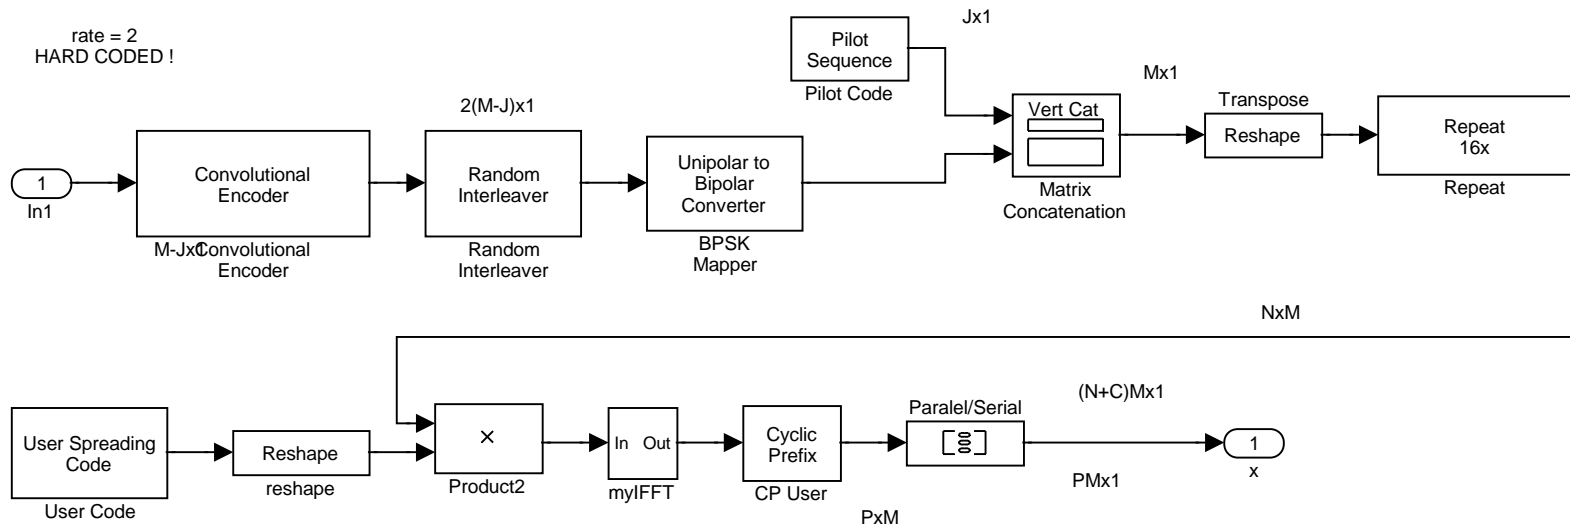 rate = 2
HARD CODED !
Jx1
Pilot
Sequence
Pilot Code
Mx1
2(M-J)x1
Vert Cat
Transpose
Reshape
Repeat
16x
Repeat
1
In1
Convolutional
Encoder
M-Jx1
Convolutional
Encoder
Random
Interleaver
Random
Interleaver
Unipolar to
Bipolar
Converter
BPSK
Mapper
Matrix
Concatenation
NxM
User Spreading
Code
User Code
Reshape
reshape
×
Product2
In Out
myIFFT
Cyclic
Prefix
CP User
PxM
Paralel/Serial
(N+C)Mx1
PMx1
1
x